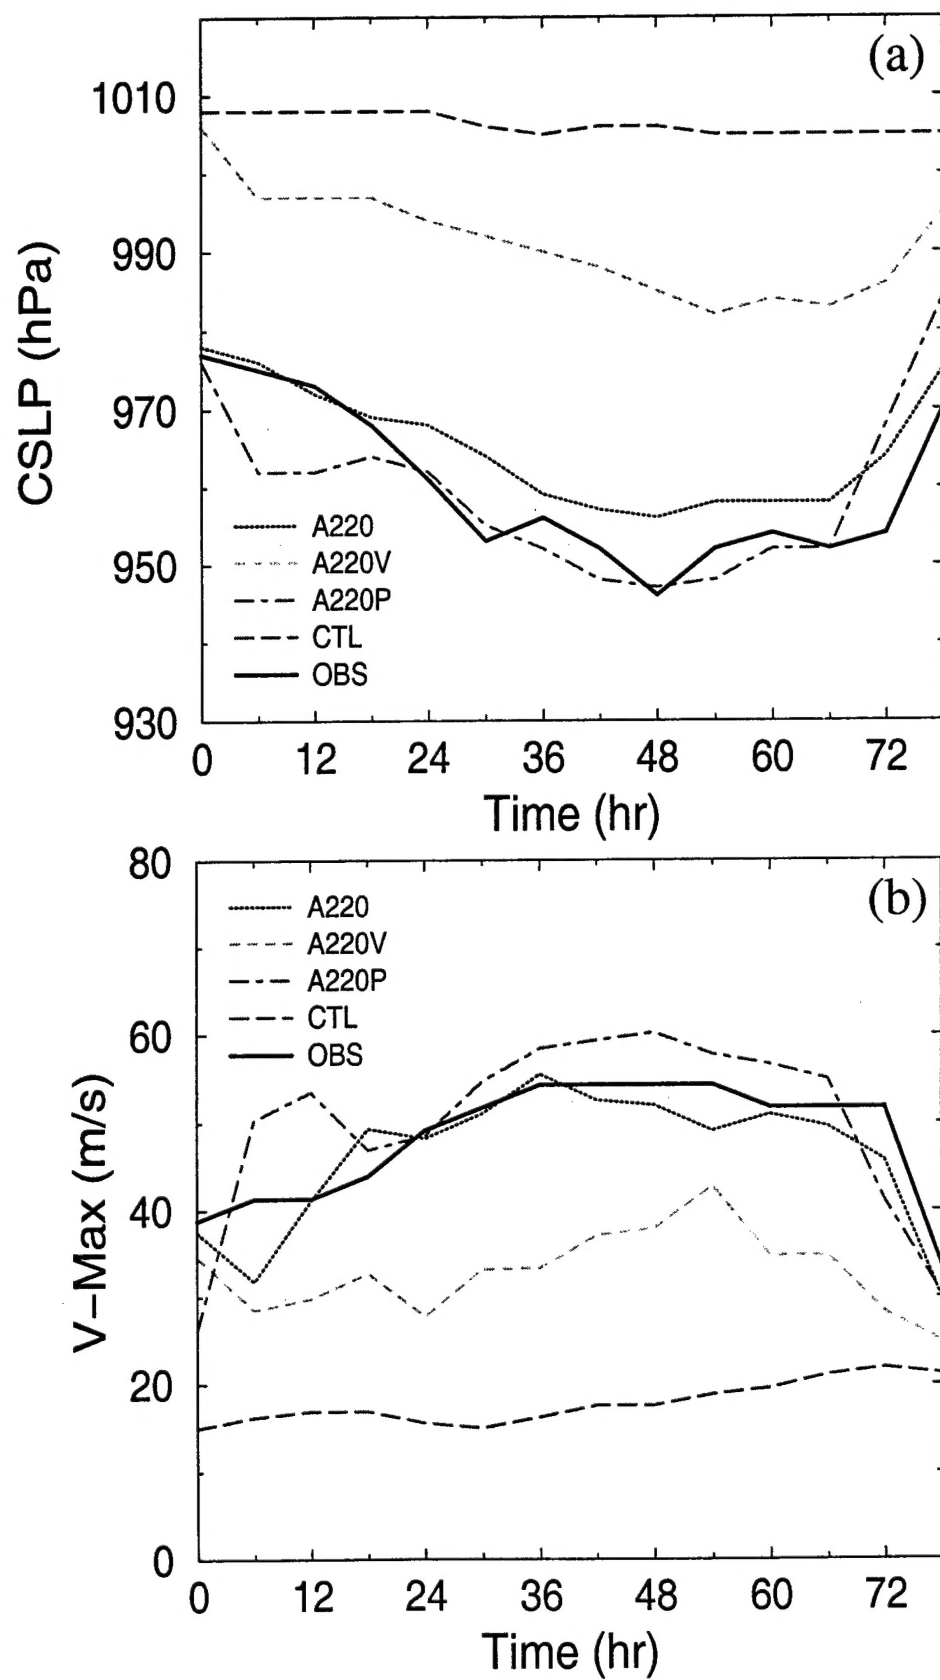 (a)
1010
990
970
950
930
CSLP (hPa)
A220
A220V
A220P
CTL
OBS
0 12 24 36 48 60 72
Time (hr)
(b)
80
60
40
20
0
V-Max (m/s)
A220
A220V
A220P
CTL
OBS
0 12 24 36 48 60 72
Time (hr)